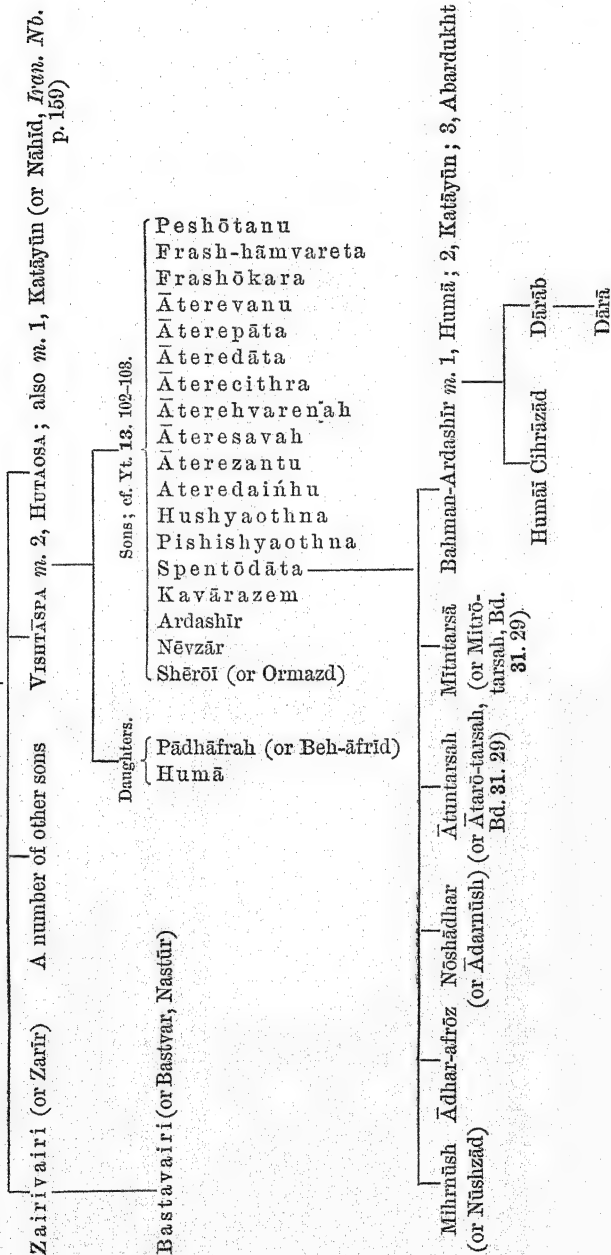 Zairivairi (or Zarīr) A number of other sons VISHTĀSPA m. 2, HUTAOSA; also m. 1, Katāyūn (or Nāhīd, Iran. Nb.
p. 159)
Sons; cf. Yt. 13. 102-103.
Peshōtanu
Frash-hāmvareta
Frashōkara
Āterevanu
Āterepāta
Āteredāta
Āterecithra
Āterehvarenah
Āteresavah
Āterezantu
Ateredaińhu
Hushyaothna
Pishishyaothna
Spentōdāta
Kavārazem
Ardashīr
Nēvzār
Shērōī (or Ormazd)
Daughters.
Pādhāfrah (or Beh-āfrīd)
Humā
Bastavairi (or Bastvar, Nastūr)
Mihrnūsh Ādhar-afrōz Nōshādhar Ātuntarsah Mītntarsā Bahman-Ardashīr m. 1, Humā; 2, Katāyūn; 3, Abardukht
(or Nūshzād) (or Ādarnūsh) (or Ātarō-tarsah, (or Mitrō-
Bd. 31. 29) tarsah, Bd.
31. 29).
Humāī Cihrāzād Dārāb
Dārā